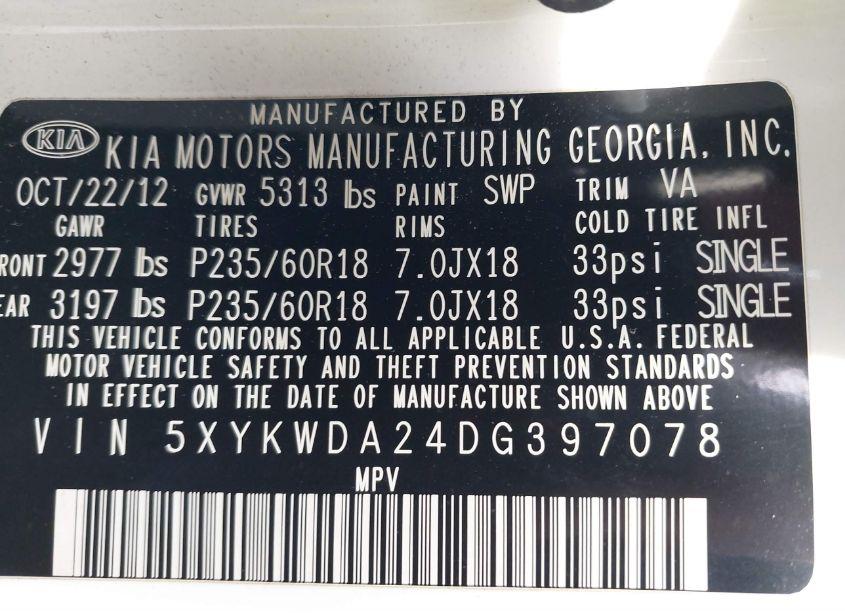 MANUFACTURED BY
KIA KIA MOTORS MANUFACTURING GEORGIA, INC.
OCT/22/12 GVWR 5313 lbs PAINT SWP TRIM VA
GAWR TIRES RIMS COLD TIRE INFL
RONT 2977 lbs P235/60R18 7.0JX18 33psi SINGLE
EAR 3197 lbs P235/60R18 7.0JX18 33psi SINGLE
THIS VEHICLE CONFORMS TO ALL APPLICABLE U.S.A. FEDERAL
MOTOR VEHICLE SAFETY AND THEFT PREVENTION STANDARDS
IN EFFECT ON THE DATE OF MANUFACTURE SHOWN ABOVE
VIN 5XYKWDA24DG397078
MPV